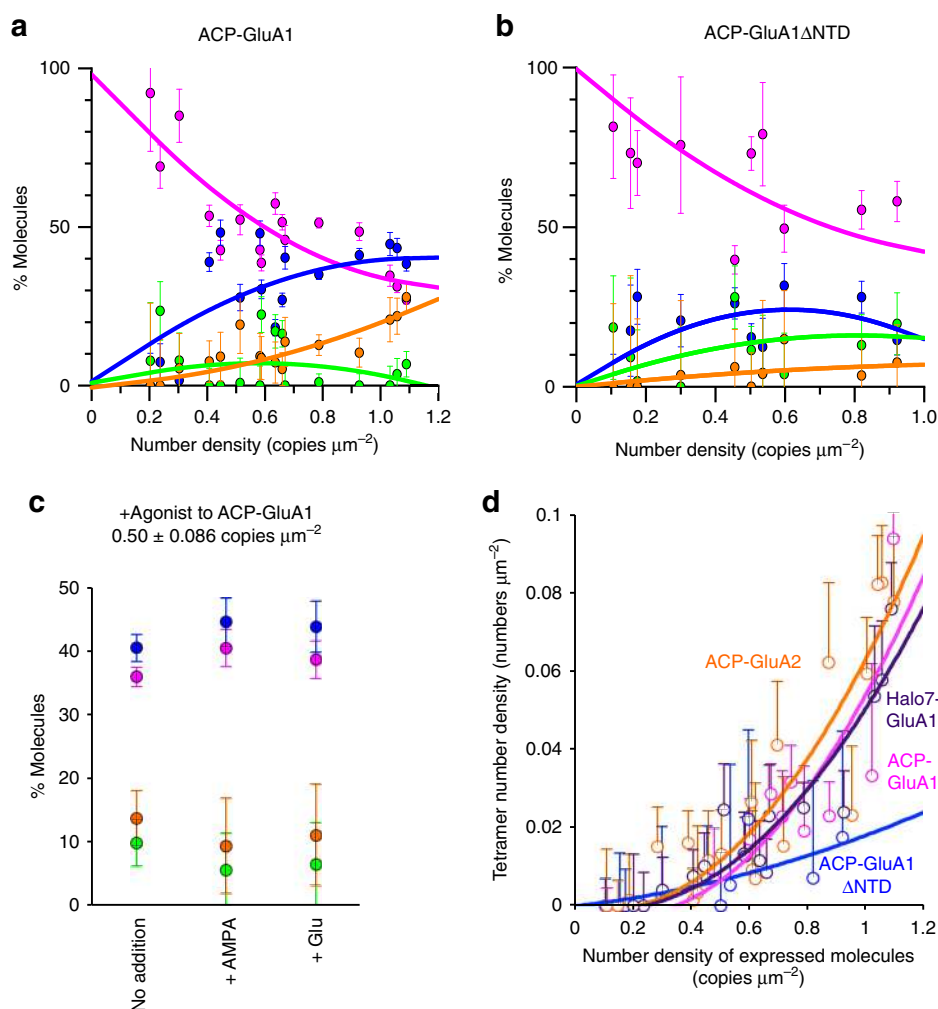 a
ACP-GluA1
% Molecules
100
50
0
0 0.2 0.4 0.6 0.8 1.0 1.2
Number density (copies μm⁻²)
b
ACP-GluA1ΔNTD
% Molecules
100
50
0
0 0.2 0.4 0.6 0.8 1.0
Number density (copies μm⁻²)
c
+Agonist to ACP-GluA1
0.50 ± 0.086 copies μm⁻²
% Molecules
50
40
30
20
10
0
No addition
+ AMPA
+ Glu
d
Tetramer number density (numbers μm⁻²)
0.1
0.08
0.06
0.04
0.02
0
ACP-GluA2
Halo7-
GluA1
ACP-
GluA1
ACP-GluA1
ΔNTD
0 0.2 0.4 0.6 0.8 1.0 1.2
Number density of expressed molecules
(copies μm⁻²)